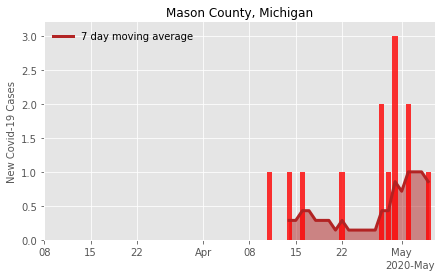 Mason County, Michigan
7 day moving average
New Covid-19 Cases
3.0
2.5
2.0
1.5
1.0
0.5
0.0
08 15 22 Apr 08 15 22 May
2020-May